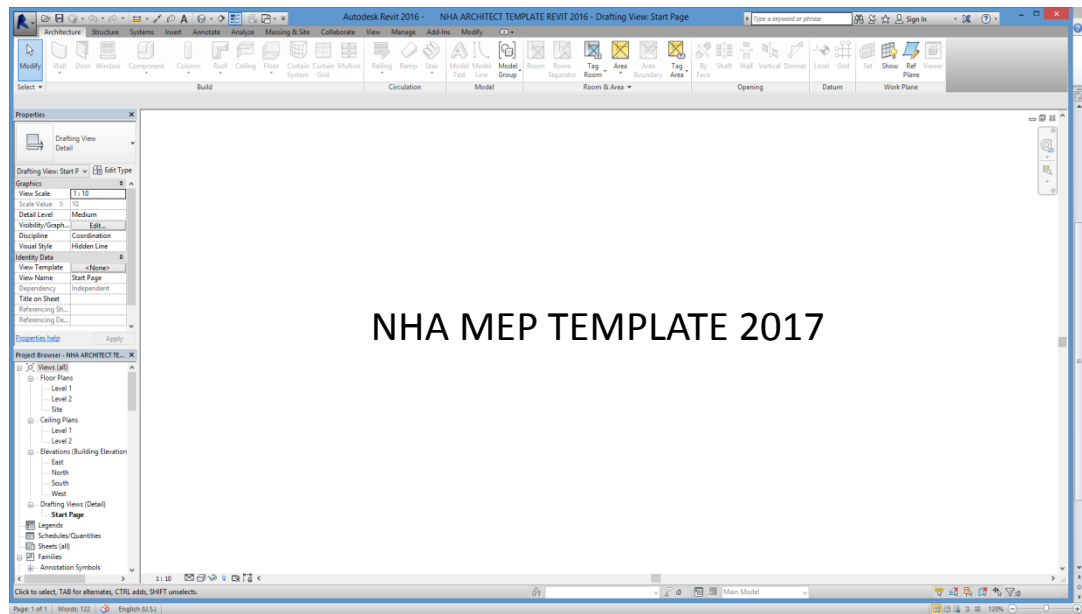 Autodesk Revit 2016 - NHA ARCHITECT TEMPLATE REVIT 2016 - Drafting View: Start Page
Type a keyword or phrase
Sign In
Architecture Structure Systems Insert Annotate Analyze Massing & Site Collaborate View Manage Add-Ins Modify
Modify Wall Door Window Component Column Roof Ceiling Floor Curtain System Curtain Grid Mullion Railing Ramp Stair Model Text Model Line Model Group Room Room Separator Tag Room Area Area Boundary Tag Area By Face Shaft Wall Vertical Dormer Level Grid Set Show Ref Plane Viewer
Select Build Circulation Model Room & Area Opening Datum Work Plane
Properties
Drafting View
Detail
Drafting View: Start P Edit Type
Graphics
View Scale 1 : 10
Scale Value 1: 10
Detail Level Medium
Visibility/Graph... Edit...
Discipline Coordination
Visual Style Hidden Line
Identity Data
View Template <None>
View Name Start Page
Dependency Independent
Title on Sheet
Referencing Sh...
Referencing De...
Properties help Apply
NHA MEP TEMPLATE 2017
Project Browser - NHA ARCHITECT TE...
Views (all)
Floor Plans
Level 1
Level 2
Site
Ceiling Plans
Level 1
Level 2
Elevations (Building Elevation
East
North
South
West
Drafting Views (Detail)
Start Page
Legends
Schedules/Quantities
Sheets (all)
Families
Annotation Symbols
1 : 10
Click to select, TAB for alternates, CTRL adds, SHIFT unselects.
:0
Main Model
:0
Page: 1 of 1 Words: 122 English (U.S.) 120%